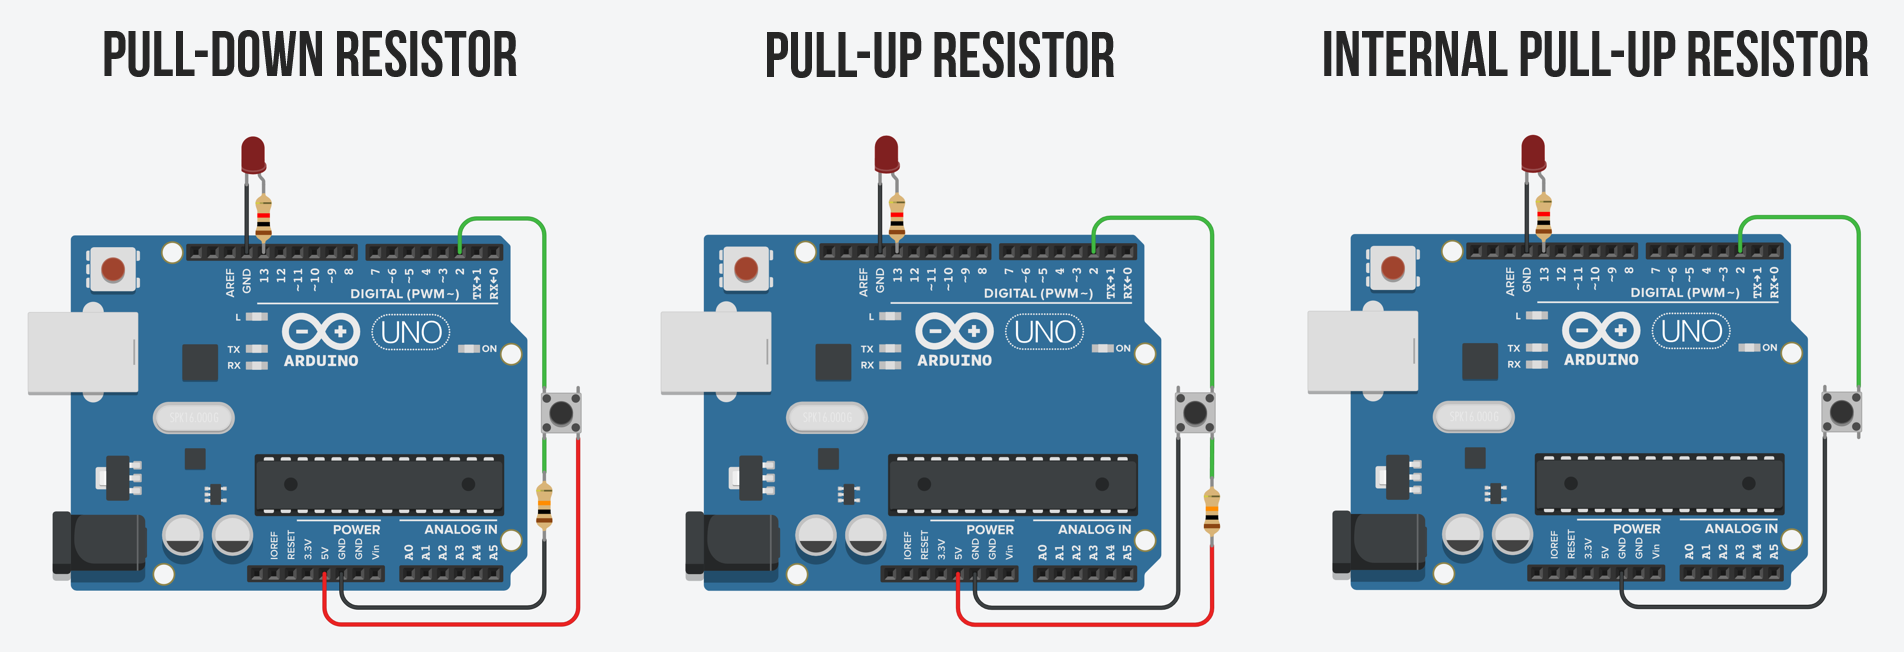 PULL-DOWN RESISTOR
AREF
GND
13
12
~11
~10
~9
8
7
~6
~5
4
~3
2
TX→1
RX←0
DIGITAL (PWM~)
L
TX
RX
ARDUINO
UNO
ON
SPK16.000G
POWER
ANALOG IN
IOREF
RESET
3.3V
5V
GND
GND
Vin
A0
A1
A2
A3
A4
A5
PULL-UP RESISTOR
AREF
GND
13
12
~11
~10
~9
8
7
~6
~5
4
~3
2
TX→1
RX←0
DIGITAL (PWM~)
L
TX
RX
ARDUINO
UNO
ON
SPK16.000G
POWER
ANALOG IN
IOREF
RESET
3.3V
5V
GND
GND
Vin
A0
A1
A2
A3
A4
A5
INTERNAL PULL-UP RESISTOR
AREF
GND
13
12
~11
~10
~9
8
7
~6
~5
4
~3
2
TX→1
RX←0
DIGITAL (PWM~)
L
TX
RX
ARDUINO
UNO
ON
SPK16.000G
POWER
ANALOG IN
IOREF
RESET
3.3V
5V
GND
GND
Vin
A0
A1
A2
A3
A4
A5